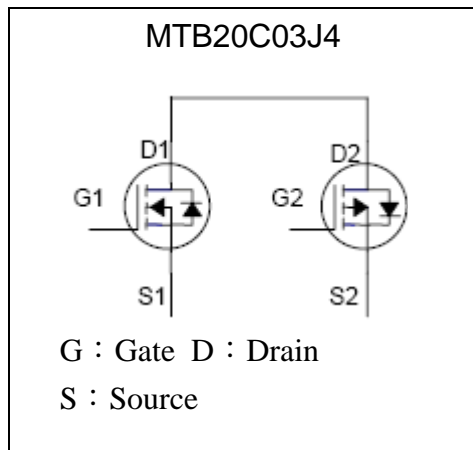 MTB20C03J4
D1 D2
G1 G2
S1 S2
G：Gate D：Drain
S：Source